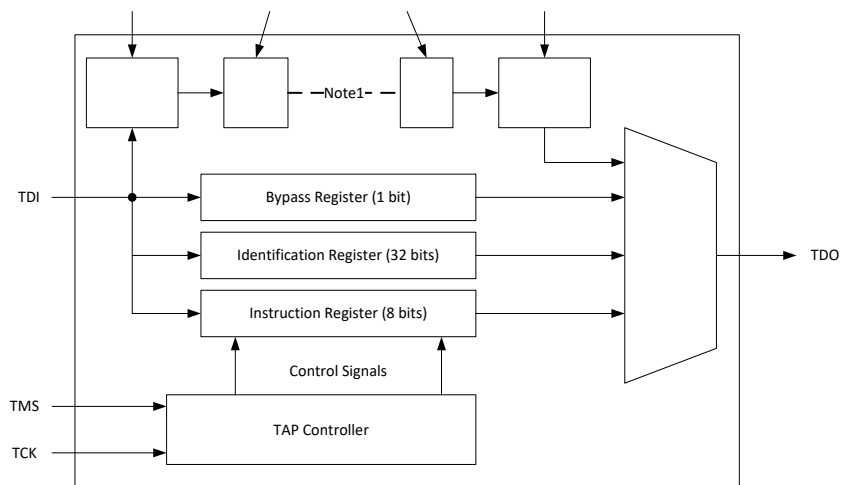 Note1
TDI
Bypass Register (1 bit)
Identification Register (32 bits)
TDO
Instruction Register (8 bits)
Control Signals
TMS
TAP Controller
TCK